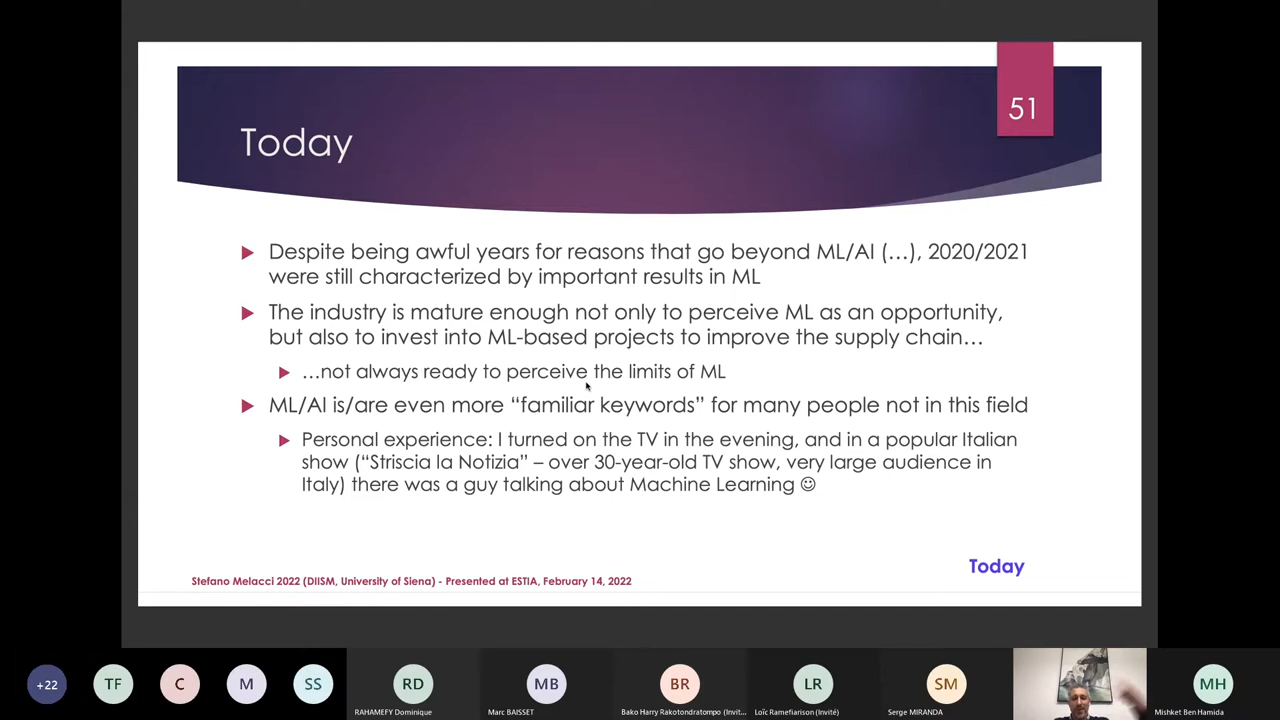 51
Today
Despite being awful years for reasons that go beyond ML/AI (…), 2020/2021
were still characterized by important results in ML
The industry is mature enough not only to perceive ML as an opportunity,
but also to invest into ML-based projects to improve the supply chain…
…not always ready to perceive the limits of ML
ML/AI is/are even more “familiar keywords” for many people not in this field
Personal experience: I turned on the TV in the evening, and in a popular Italian
show (“Striscia la Notizia” – over 30-year-old TV show, very large audience in
Italy) there was a guy talking about Machine Learning ☺
Today
Stefano Melacci 2022 (DIISM, University of Siena) - Presented at ESTIA, February 14, 2022
+22
TF
C
M
SS
RD
MB
BR
LR
SM
MH
RAHAMEFY Dominique
Marc BAISSET
Bako Harry Rakotondratompo (Invit...
Loïc Ramefiarison (Invité)
Serge MIRANDA
Mishket Ben Hamida